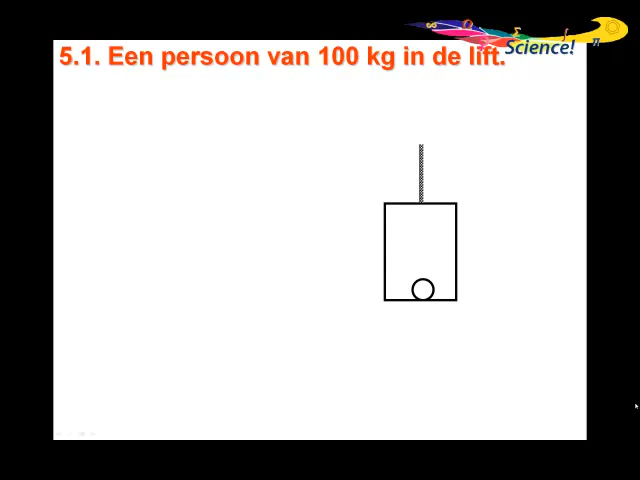 5.1. Een persoon van 100 kg in de lift.
Science!